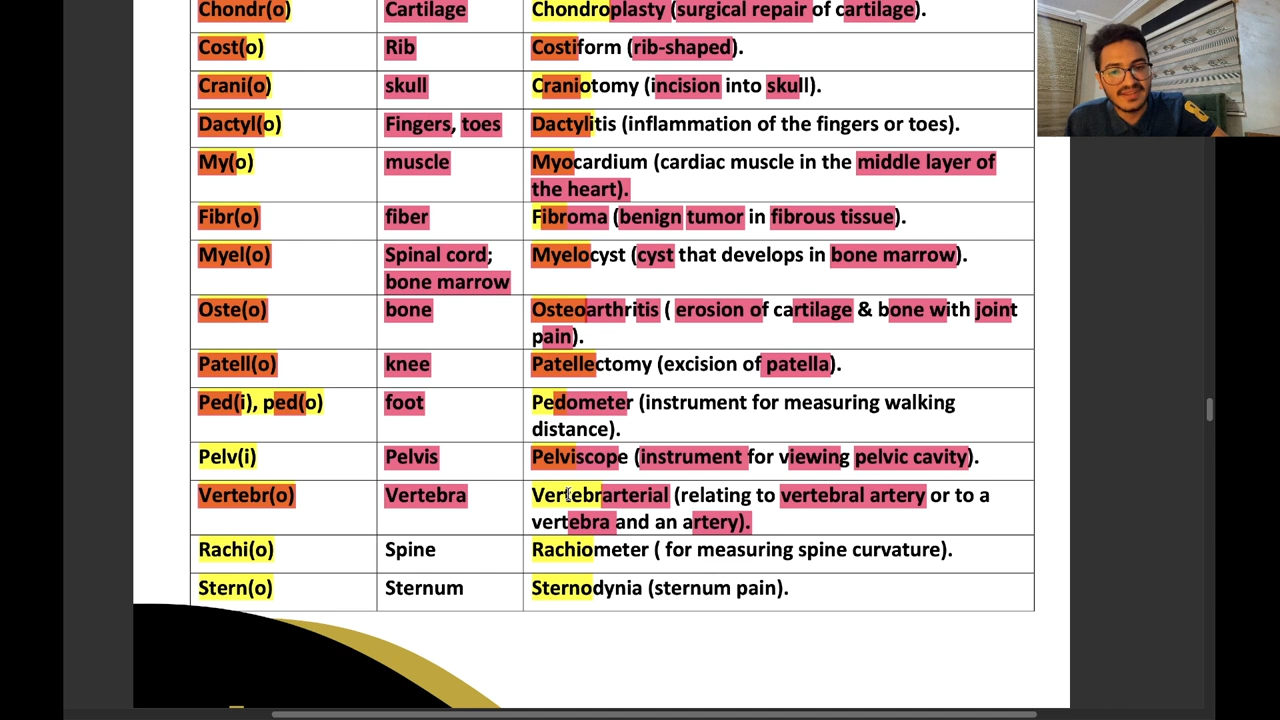 Chondr(o) Cartilage Chondroplasty (surgical repair of cartilage).
Cost(o) Rib Costiform (rib-shaped).
Crani(o) skull Craniotomy (incision into skull).
Dactyl(o) Fingers, toes Dactylitis (inflammation of the fingers or toes).
My(o) muscle Myocardium (cardiac muscle in the middle layer of
the heart).
Fibr(o) fiber Fibroma (benign tumor in fibrous tissue).
Myel(o) Spinal cord; Myelocyst (cyst that develops in bone marrow).
bone marrow
Oste(o) bone Osteoarthritis ( erosion of cartilage & bone with joint
pain).
Patell(o) knee Patellectomy (excision of patella).
Ped(i), ped(o) foot Pedometer (instrument for measuring walking
distance).
Pelv(i) Pelvis Pelviscope (instrument for viewing pelvic cavity).
Vertebr(o) Vertebra Vertebrarterial (relating to vertebral artery or to a
vertebra and an artery).
Rachi(o) Spine Rachiometer ( for measuring spine curvature).
Stern(o) Sternum Sternodynia (sternum pain).